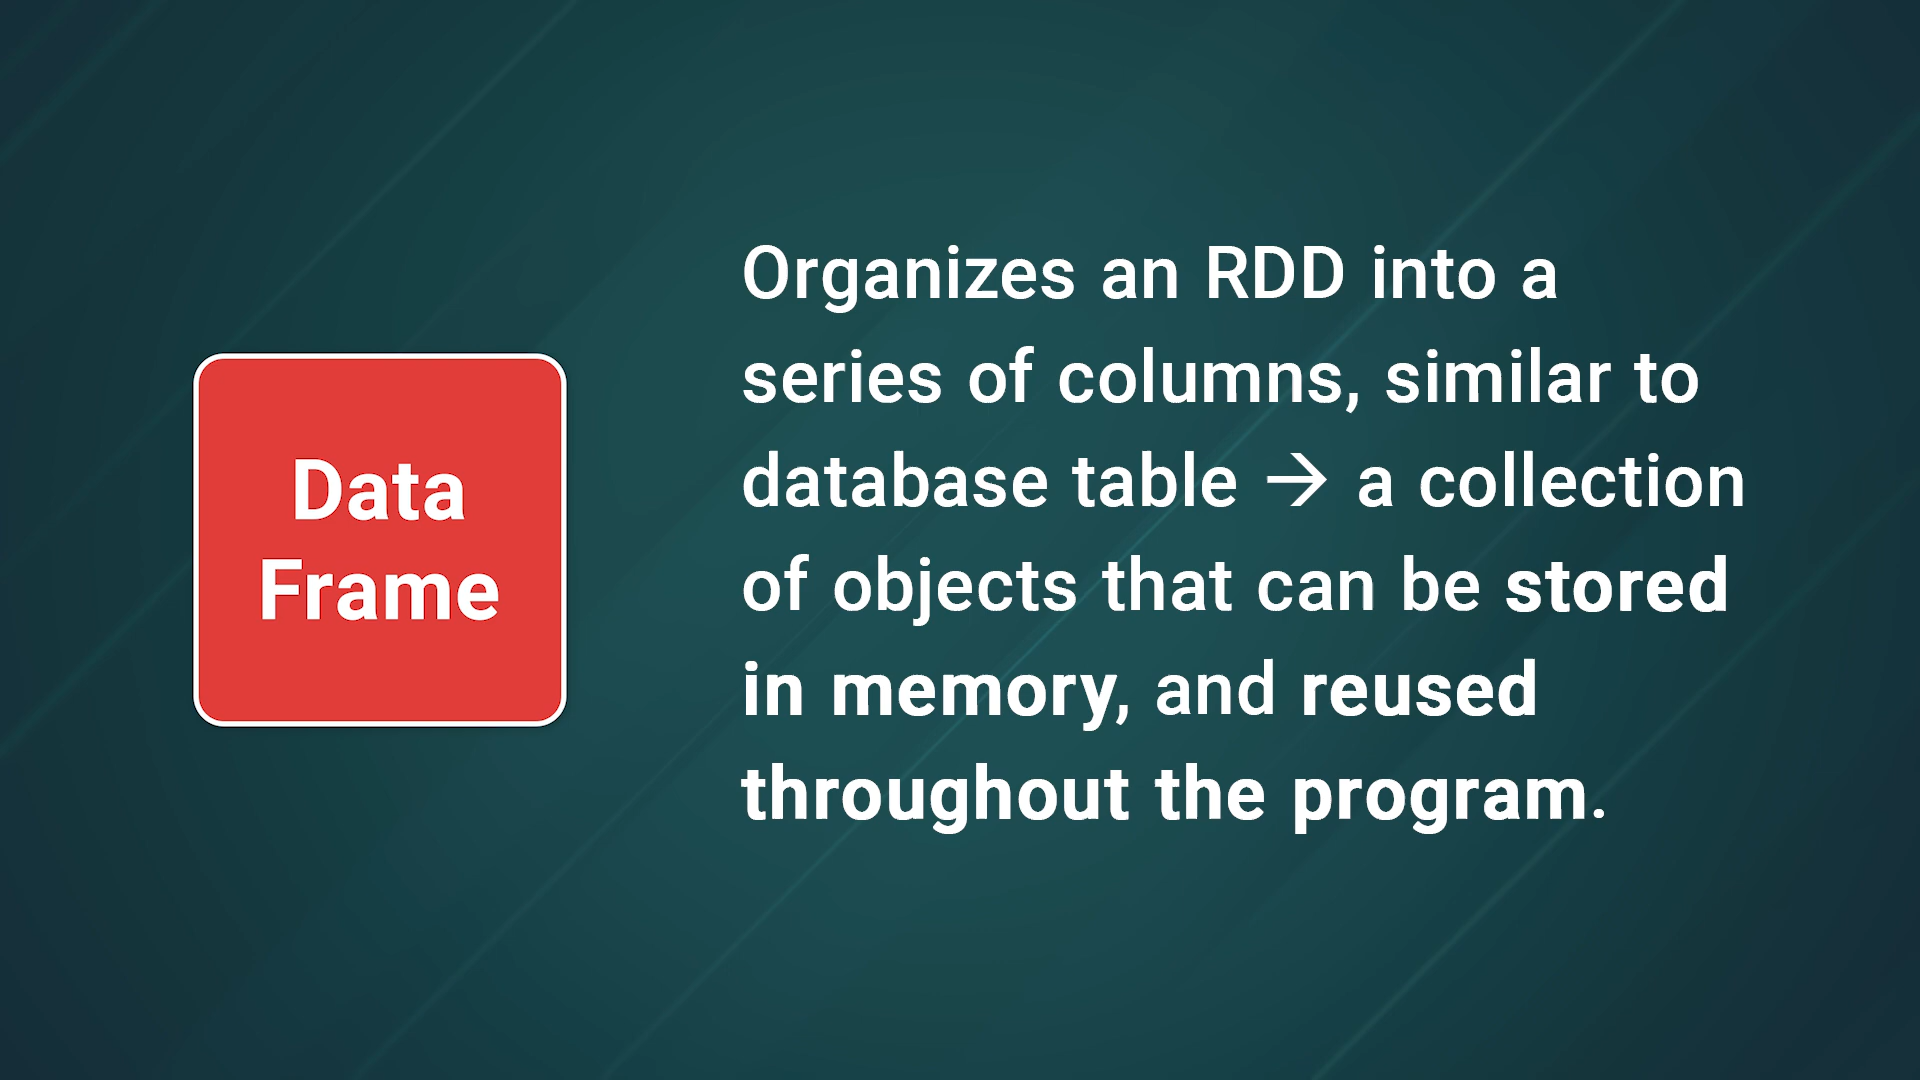 Data
Frame
Organizes an RDD into a
series of columns, similar to
database table → a collection
of objects that can be stored
in memory, and reused
throughout the program.